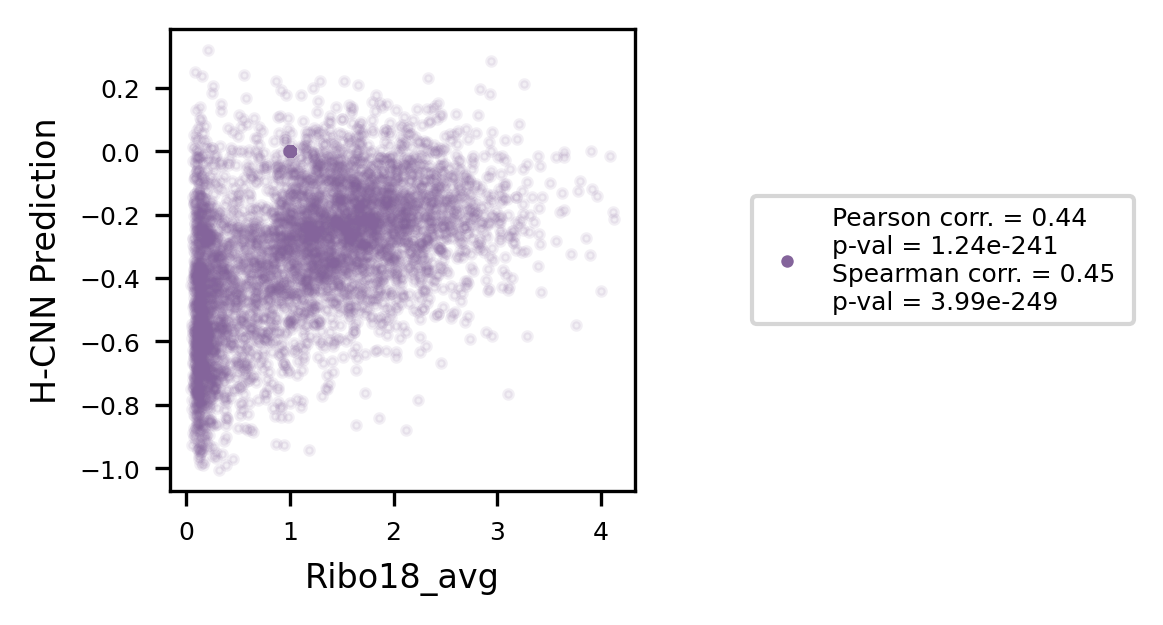 0.2
0.0
−0.2
−0.4
−0.6
−0.8
−1.0
H-CNN Prediction
0 1 2 3 4
Ribo18_avg
Pearson corr. = 0.44
p-val = 1.24e-241
Spearman corr. = 0.45
p-val = 3.99e-249